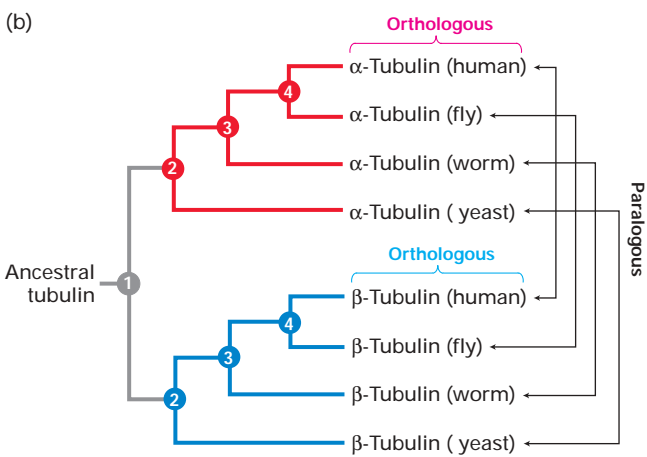 (b)
Orthologous
α-Tubulin (human)
α-Tubulin (fly)
α-Tubulin (worm)
α-Tubulin ( yeast)
Ancestral
tubulin
1
2
3
4
Orthologous
β-Tubulin (human)
β-Tubulin (fly)
β-Tubulin (worm)
β-Tubulin ( yeast)
2
3
4
Paralogous